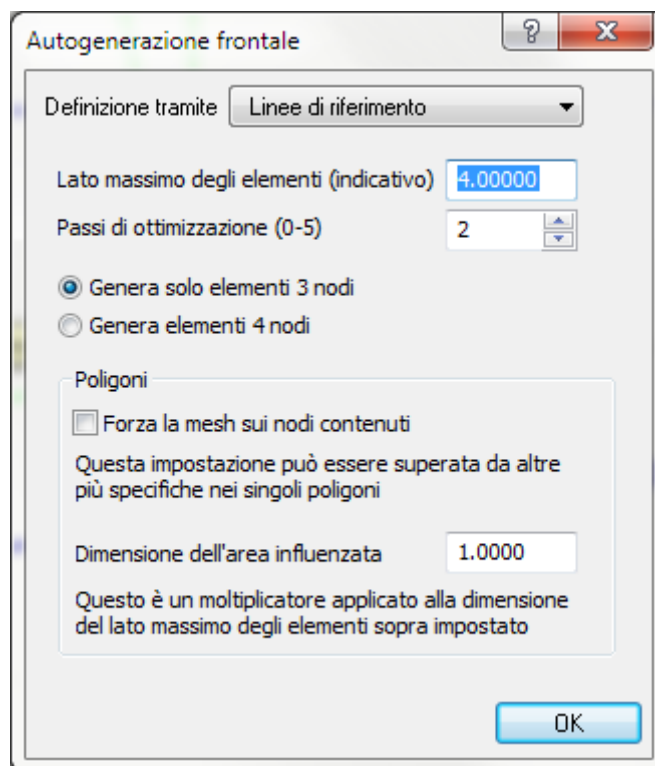 Autogenerazione frontale
Definizione tramite Linee di riferimento
Lato massimo degli elementi (indicativo) 4.00000
Passi di ottimizzazione (0-5) 2
Genera solo elementi 3 nodi
Genera elementi 4 nodi
Poligoni
Forza la mesh sui nodi contenuti
Questa impostazione può essere superata da altre
più specifiche nei singoli poligoni
Dimensione dell'area influenzata 1.0000
Questo è un moltiplicatore applicato alla dimensione
del lato massimo degli elementi sopra impostato
OK